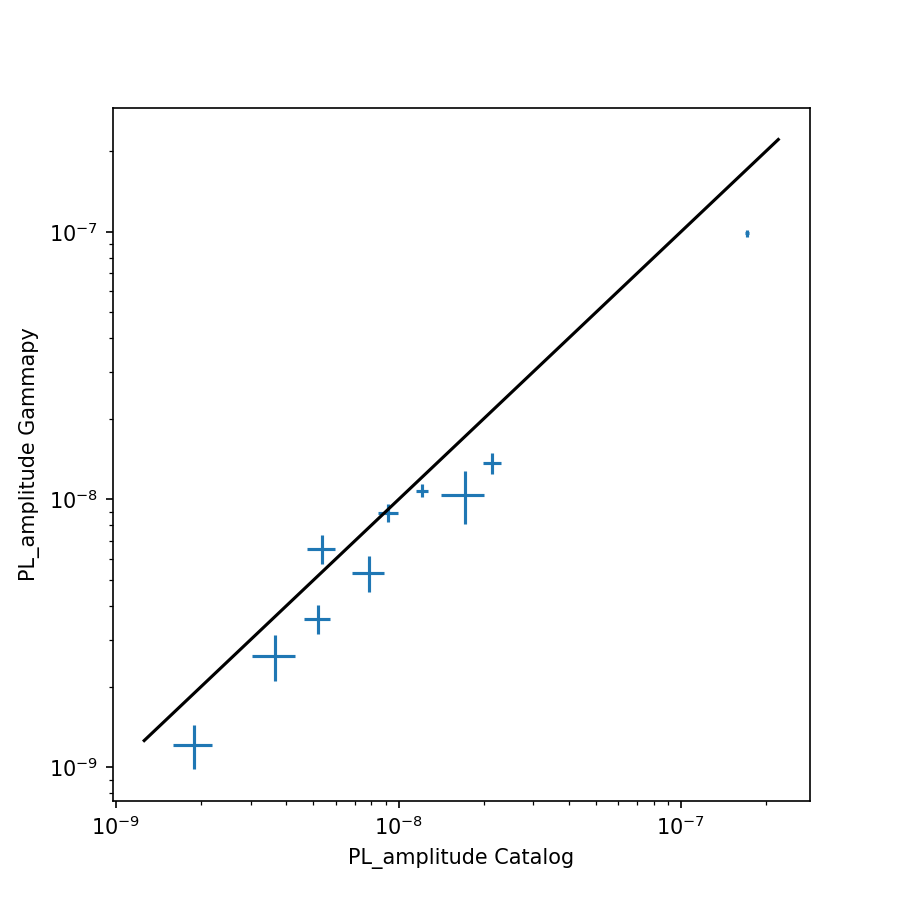 PL_amplitude Gammapy
10⁻⁷
10⁻⁸
10⁻⁹
10⁻⁹ 10⁻⁸ 10⁻⁷
PL_amplitude Catalog